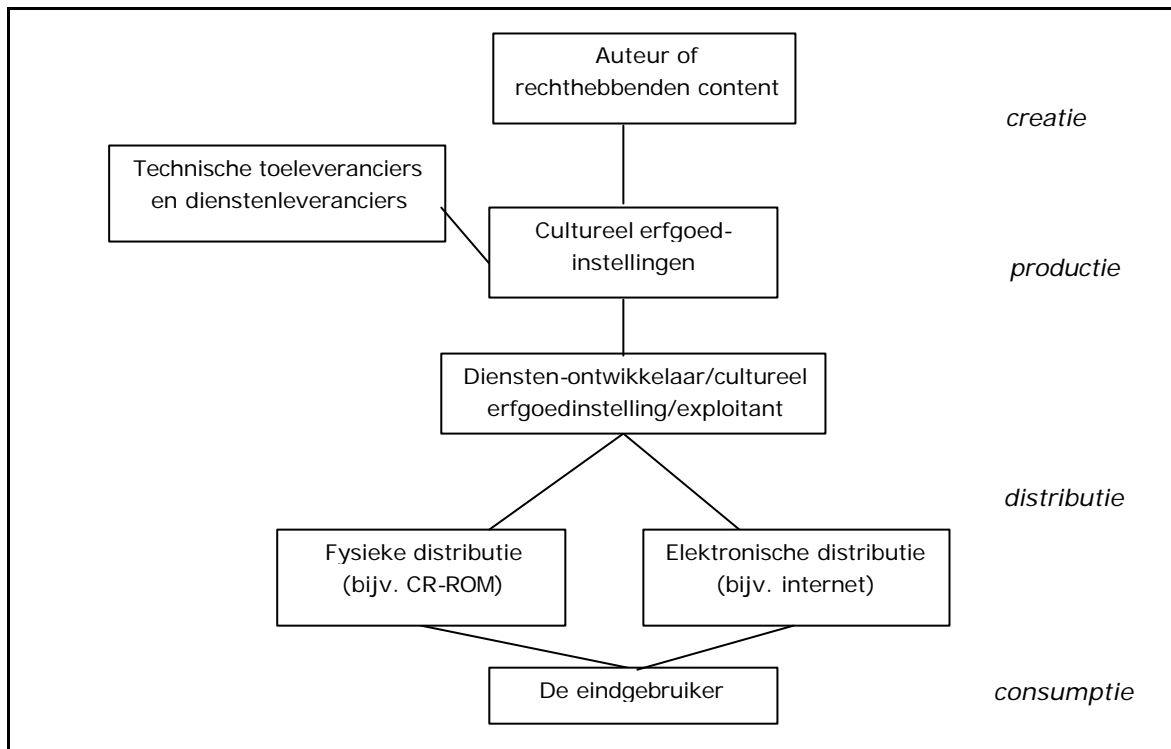 Auteur of
rechthebbenden content
creatie
Technische toeleveranciers
en dienstenleveranciers
Cultureel erfgoed-
instellingen
productie
Diensten-ontwikkelaar/cultureel
erfgoedinstelling/exploitant
distributie
Fysieke distributie
(bijv. CR-ROM)
Elektronische distributie
(bijv. internet)
De eindgebruiker
consumptie